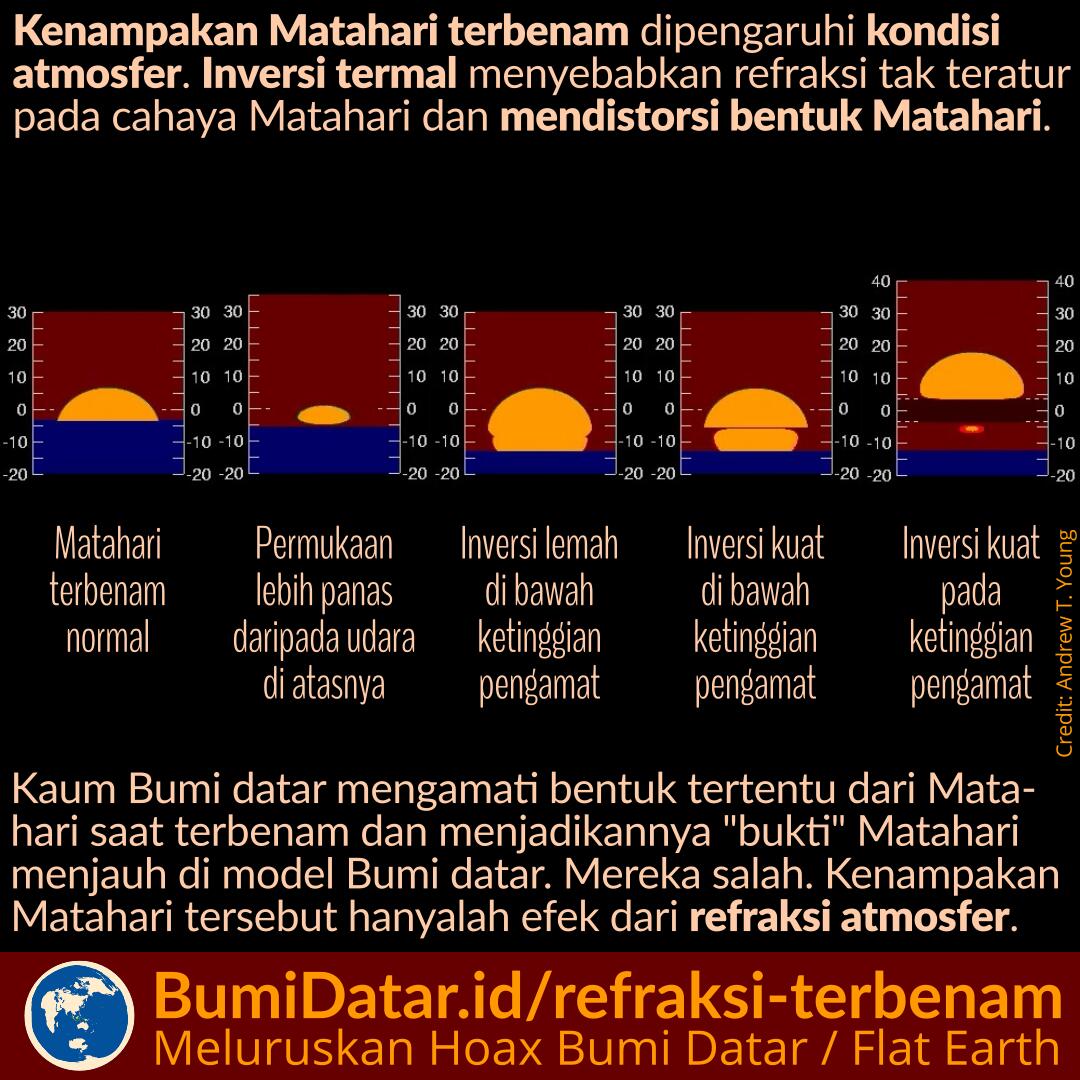 Kenampakan Matahari terbenam dipengaruhi kondisi
atmosfer. Inversi termal menyebabkan refraksi tak teratur
pada cahaya Matahari dan mendistorsi bentuk Matahari.
30
20
10
0
-10
-20
30
20
10
0
-10
-20
30
20
10
0
-10
-20
30
20
10
0
-10
-20
30
20
10
0
-10
-20
30
20
10
0
-10
-20
30
20
10
0
-10
-20
30
20
10
0
-10
-20
40
30
20
10
0
-10
-20
40
30
20
10
0
-10
-20
Matahari
terbenam
normal
Permukaan
lebih panas
daripada udara
di atasnya
Inversi lemah
di bawah
ketinggian
pengamat
Inversi kuat
di bawah
ketinggian
pengamat
Inversi kuat
pada
ketinggian
pengamat
Credit: Andrew T. Young
Kaum Bumi datar mengamati bentuk tertentu dari Mata-
hari saat terbenam dan menjadikannya "bukti" Matahari
menjauh di model Bumi datar. Mereka salah. Kenampakan
Matahari tersebut hanyalah efek dari refraksi atmosfer.
BumiDatar.id/refraksi-terbenam
Meluruskan Hoax Bumi Datar / Flat Earth